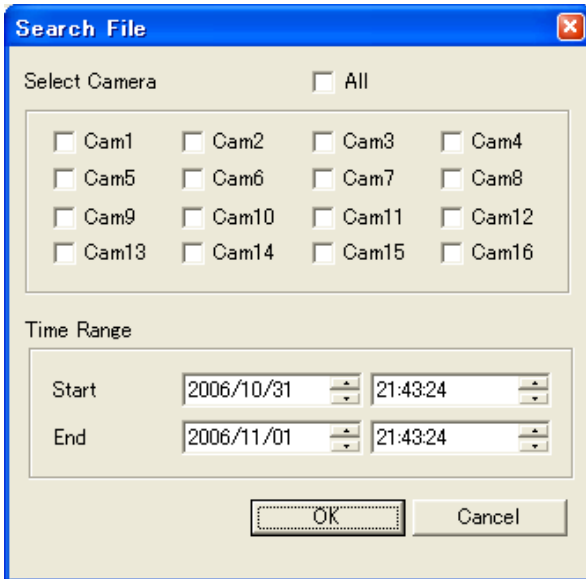 Search File
Select Camera All
Cam1 Cam2 Cam3 Cam4
Cam5 Cam6 Cam7 Cam8
Cam9 Cam10 Cam11 Cam12
Cam13 Cam14 Cam15 Cam16
Time Range
Start 2006/10/31 21:43:24
End 2006/11/01 21:43:24
OK Cancel